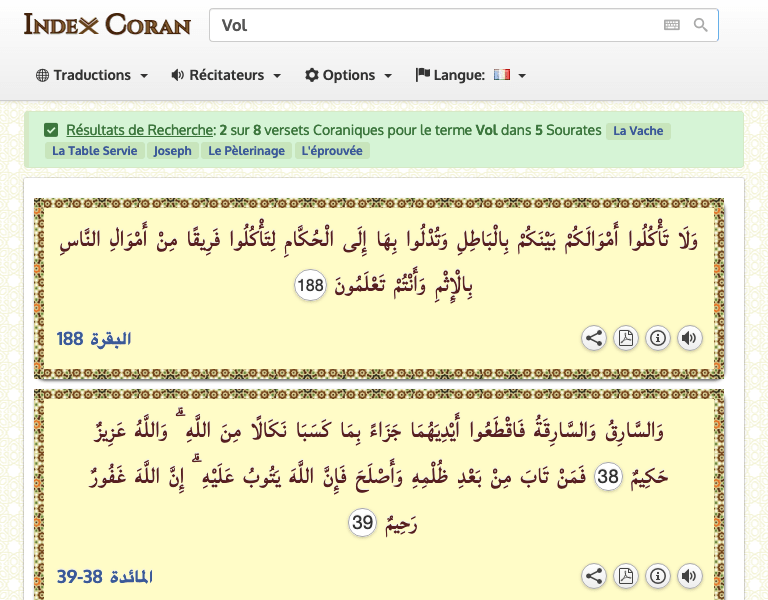 INDEX CORAN
Vol
Traductions
Récitateurs
Options
Langue:
Résultats de Recherche: 2 sur 8 versets Coraniques pour le terme Vol dans 5 Sourates La Vache
La Table Servie Joseph Le Pèlerinage L'éprouvée
وَلَا تَأْكُلُوا أَمْوَالَكُمْ بَيْنَكُمْ بِالْبَاطِلِ وَتُدْلُوا بِهَا إِلَى الْحُكَّامِ لِتَأْكُلُوا فَرِيقًا مِنْ أَمْوَالِ النَّاسِ
بِالْإِثْمِ وَأَنْتُمْ تَعْلَمُونَ 188
البقرة 188
وَالسَّارِقُ وَالسَّارِقَةُ فَاقْطَعُوا أَيْدِيَهُمَا جَزَاءً بِمَا كَسَبَا نَكَالًا مِنَ اللَّهِ ۗ وَاللَّهُ عَزِيزٌ
حَكِيمٌ 38 فَمَنْ تَابَ مِنْ بَعْدِ ظُلْمِهِ وَأَصْلَحَ فَإِنَّ اللَّهَ يَتُوبُ عَلَيْهِ ۗ إِنَّ اللَّهَ غَفُورٌ
رَحِيمٌ 39
المائدة 38-39